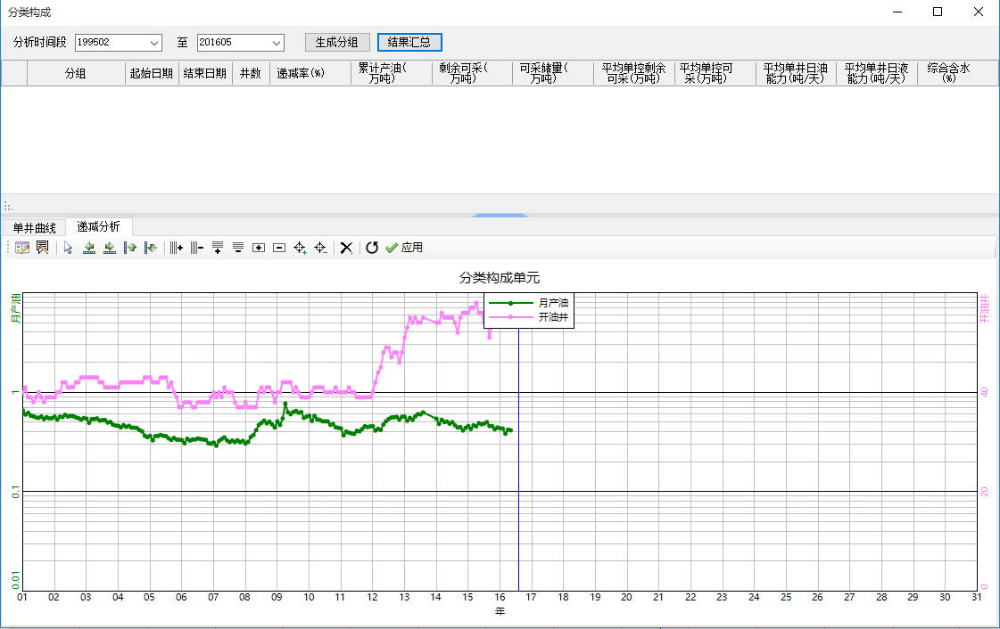 分类构成
分析时间段 199502 至 201605 生成分组 结果汇总
分组 起始日期 结束日期 井数 递减率(%) 累计产油(万吨) 剩余可采(万吨) 可采储量(万吨) 平均单控剩余可采(万吨) 平均单控可采(万吨) 平均单井日油能力(吨/天) 平均单井日液能力(吨/天) 综合含水(%)
单井曲线 递减分析
应用
分类构成单元
月产油
开油井
月产油
开油井
1
0.1
0.01
40
20
0
01 02 03 04 05 06 07 08 09 10 11 12 13 14 15 16 17 18 19 20 21 22 23 24 25 26 27 28 29 30 31
年